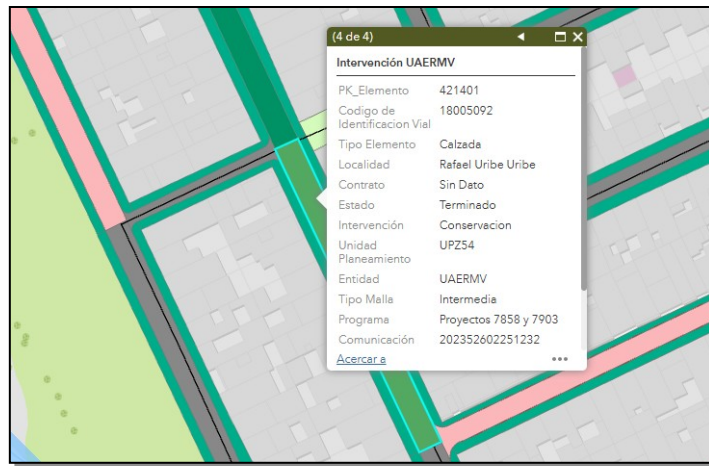 (4 de 4)
Intervención UAERMV
PK_Elemento 421401
Codigo de Identificacion Vial 18005092
Tipo Elemento Calzada
Localidad Rafael Uribe Uribe
Contrato Sin Dato
Estado Terminado
Intervención Conservacion
Unidad Planeamiento UPZ54
Entidad UAERMV
Tipo Malla Intermedia
Programa Proyectos 7858 y 7903
Comunicación 202352602251232
Acercar a